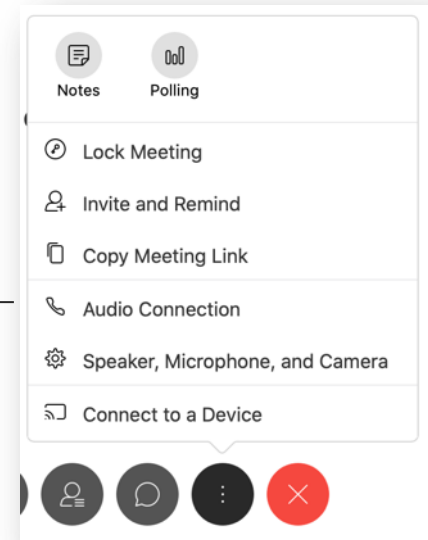 Notes
Polling
Lock Meeting
Invite and Remind
Copy Meeting Link
Audio Connection
Speaker, Microphone, and Camera
Connect to a Device